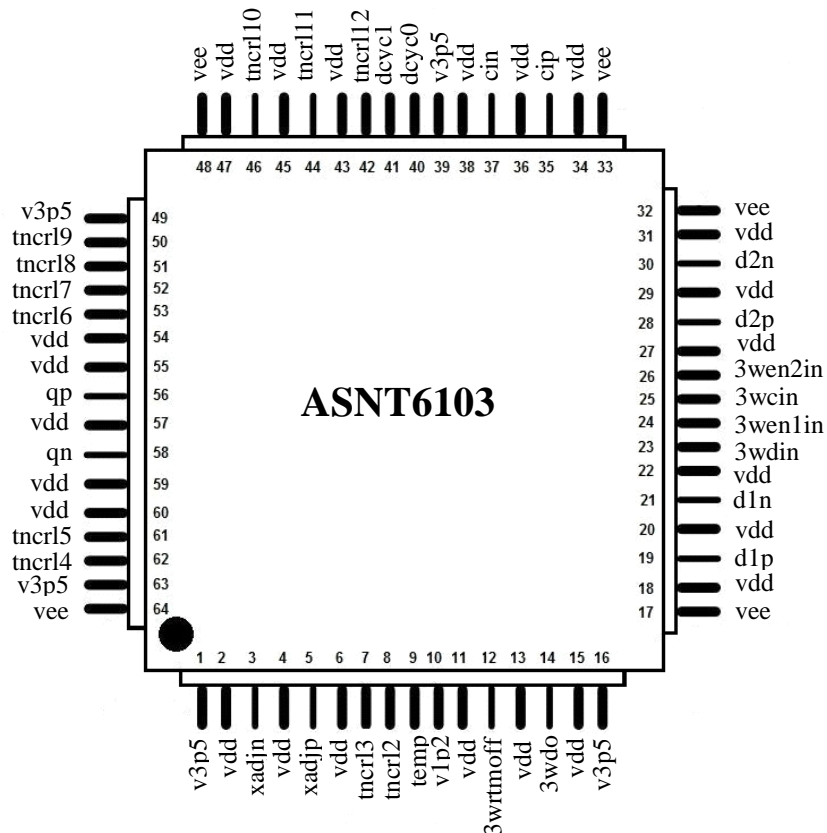 vee vdd tncrl10 vdd tncrl11 vdd tncrl12 dcyc1 dcyc0 v3p5 vdd cin vdd cip vdd vee
48 47 46 45 44 43 42 41 40 39 38 37 36 35 34 33
v3p5 49
tncrl9 50
tncrl8 51
tncrl7 52
tncrl6 53
vdd 54
vdd 55
qp 56
vdd 57
qn 58
vdd 59
vdd 60
tncrl5 61
tncrl4 62
v3p5 63
vee 64
ASNT6103
32 vee
31 vdd
30 d2n
29 vdd
28 d2p
27 vdd
26 3wen2in
25 3wcin
24 3wen1in
23 3wdin
22 vdd
21 d1n
20 vdd
19 d1p
18 vdd
17 vee
1 2 3 4 5 6 7 8 9 10 11 12 13 14 15 16
v3p5 vdd xadjn vdd xadjp vdd tncrl3 tncrl2 temp v1p2 vdd 3wrtmoff vdd 3wdo vdd v3p5